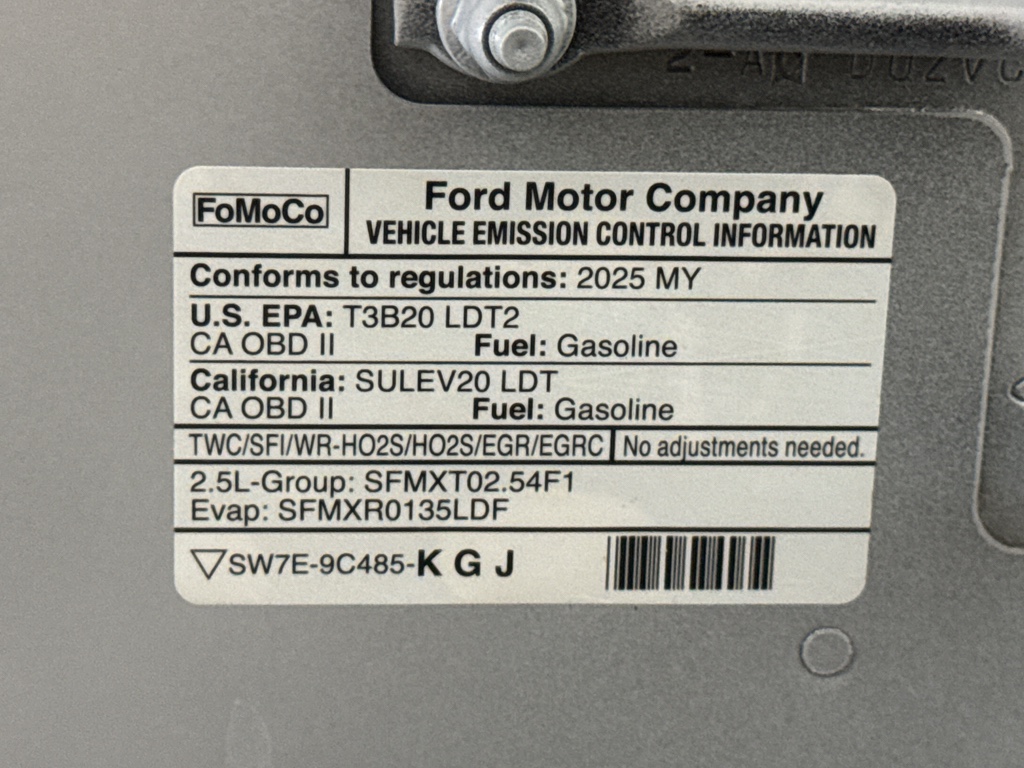 FoMoCo
Ford Motor Company
VEHICLE EMISSION CONTROL INFORMATION
Conforms to regulations: 2025 MY
U.S. EPA: T3B20 LDT2
CA OBD II Fuel: Gasoline
California: SULEV20 LDT
CA OBD II Fuel: Gasoline
TWC/SFI/WR-HO2S/HO2S/EGR/EGRC No adjustments needed.
2.5L-Group: SFMXT02.54F1
Evap: SFMXR0135LDF
SW7E-9C485-K G J